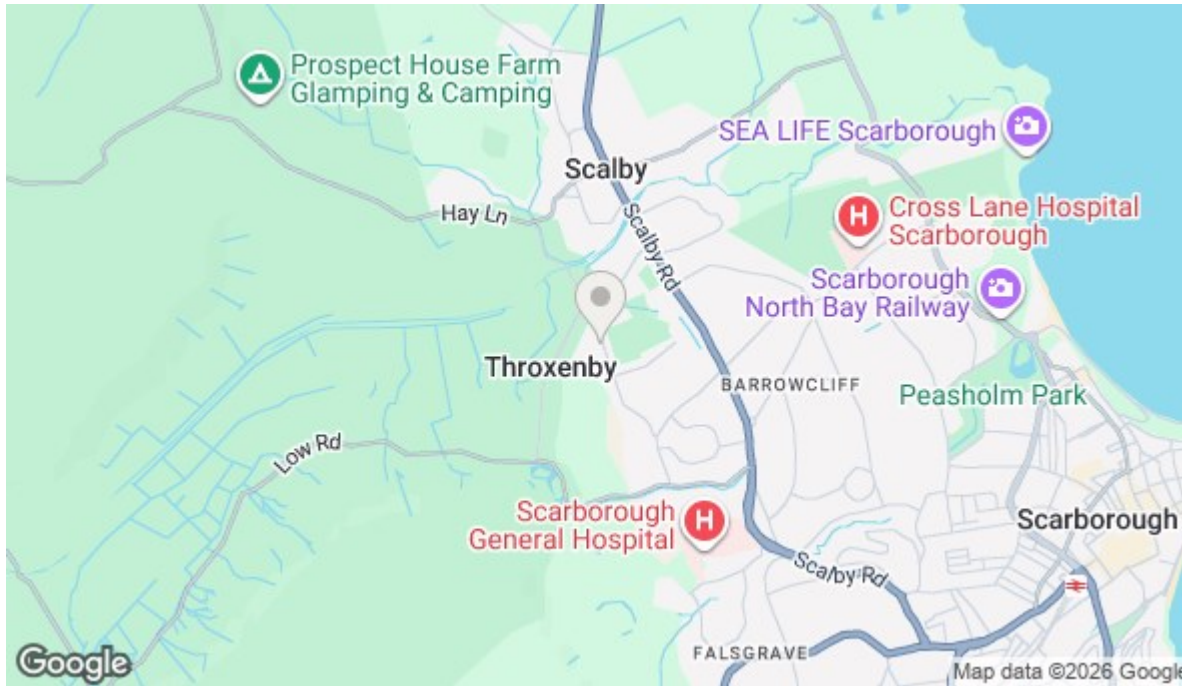 Prospect House Farm
Glamping & Camping
SEA LIFE Scarborough
Scalby
Hay Ln
Cross Lane Hospital
Scarborough
Scalby Rd
Scarborough
North Bay Railway
Throxenby
BARROWCLIFF
Peasholm Park
Low Rd
Scarborough
General Hospital
Scarborough
Scalby Rd
FALSGRAVE
Google
Map data ©2026 Google